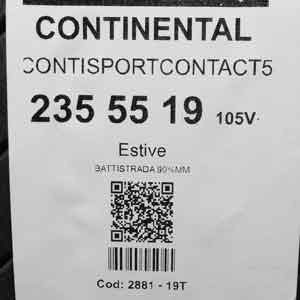 CONTINENTAL
CONTISPORTCONTACT5
235 55 19 105V
Estive
BATTISTRADA 90%MM
Cod: 2881 - 19T